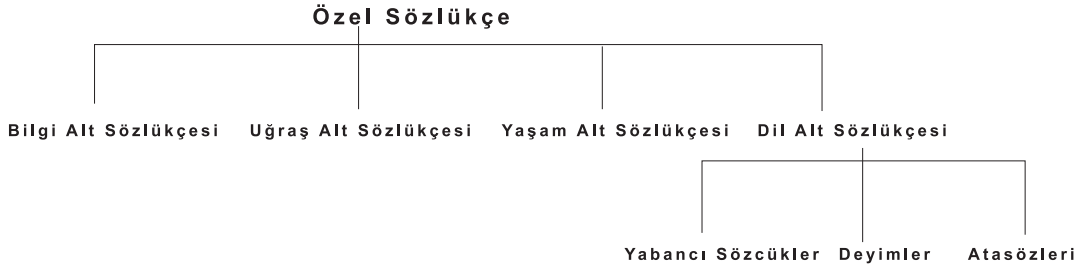 Özel Sözlükçe
Bilgi Alt Sözlükçesi Uğraş Alt Sözlükçesi Yaşam Alt Sözlükçesi Dil Alt Sözlükçesi
Yabancı Sözcükler Deyimler Atasözleri